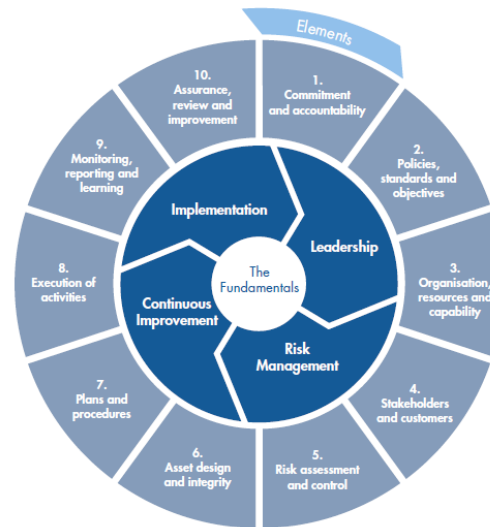 Elements
1.
Commitment
and accountability
2.
Policies,
standards and
objectives
3.
Organisation,
resources and
capability
4.
Stakeholders
and customers
5.
Risk assessment
and control
6.
Asset design
and integrity
7.
Plans and
procedures
8.
Execution of
activities
9.
Monitoring,
reporting and
learning
10.
Assurance,
review and
improvement
Implementation
Leadership
Risk
Management
Continuous
Improvement
The
Fundamentals